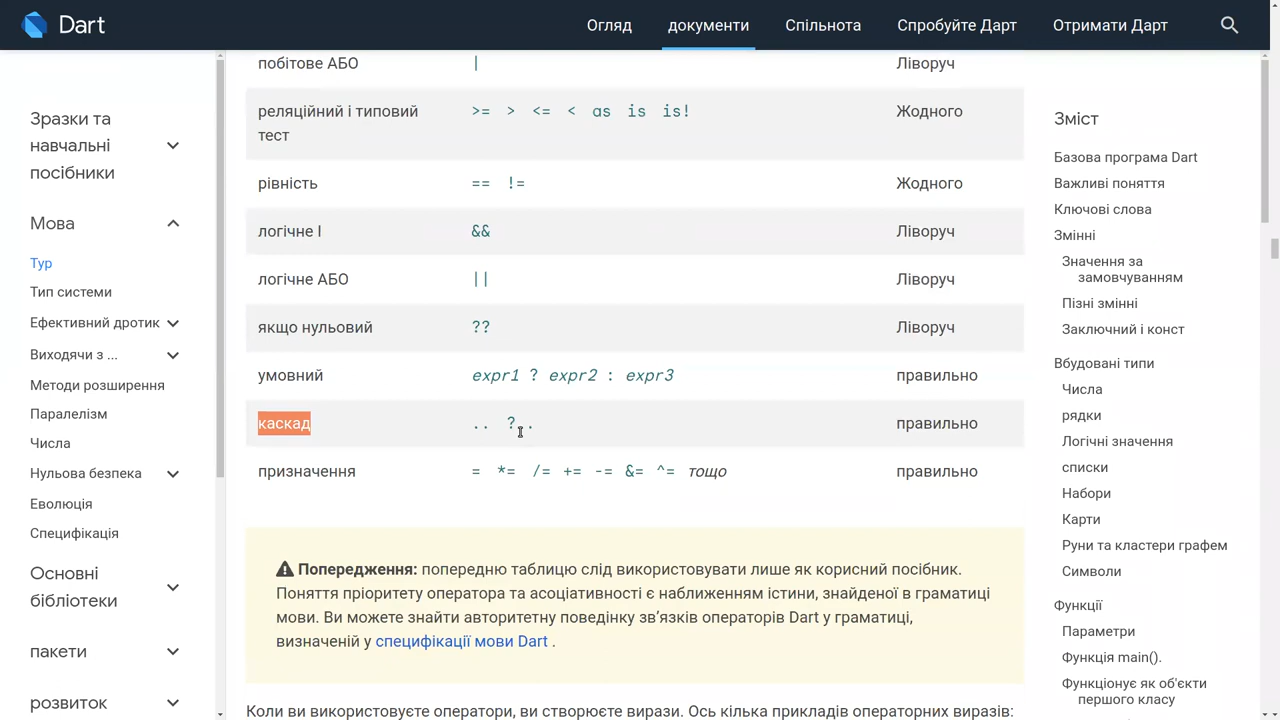 Dart
Огляд
документи
Спільнота
Спробуйте Дарт
Отримати Дарт
Зразки та
навчальні
посібники
Мова
Тур
Тип системи
Ефективний дротик
Виходячи з ...
Методи розширення
Паралелізм
Числа
Нульова безпека
Еволюція
Специфікація
Основні
бібліотеки
пакети
розвиток
побітове АБО | Ліворуч
реляційний і типовий
тест
>= > <= < as is is! Жодного
рівність == != Жодного
логічне І && Ліворуч
логічне АБО || Ліворуч
якщо нульовий ?? Ліворуч
умовний expr1 ? expr2 : expr3 правильно
каскад .. ?.. правильно
призначення = *= /= += -= &= ^= тощо правильно
Попередження: попередню таблицю слід використовувати лише як корисний посібник.
Поняття пріоритету оператора та асоціативності є наближенням істини, знайденої в граматиці
мови. Ви можете знайти авторитетну поведінку зв’язків операторів Dart у граматиці,
визначеній у специфікації мови Dart .
Коли ви використовуєте оператори, ви створюєте вирази. Ось кілька прикладів операторних виразів:
Зміст
Базова програма Dart
Важливі поняття
Ключові слова
Змінні
Значення за
замовчуванням
Пізні змінні
Заключний і конст
Вбудовані типи
Числа
рядки
Логічні значення
списки
Набори
Карти
Руни та кластери графем
Символи
Функції
Параметри
Функція main().
Функціонує як об'єкти
першого класу